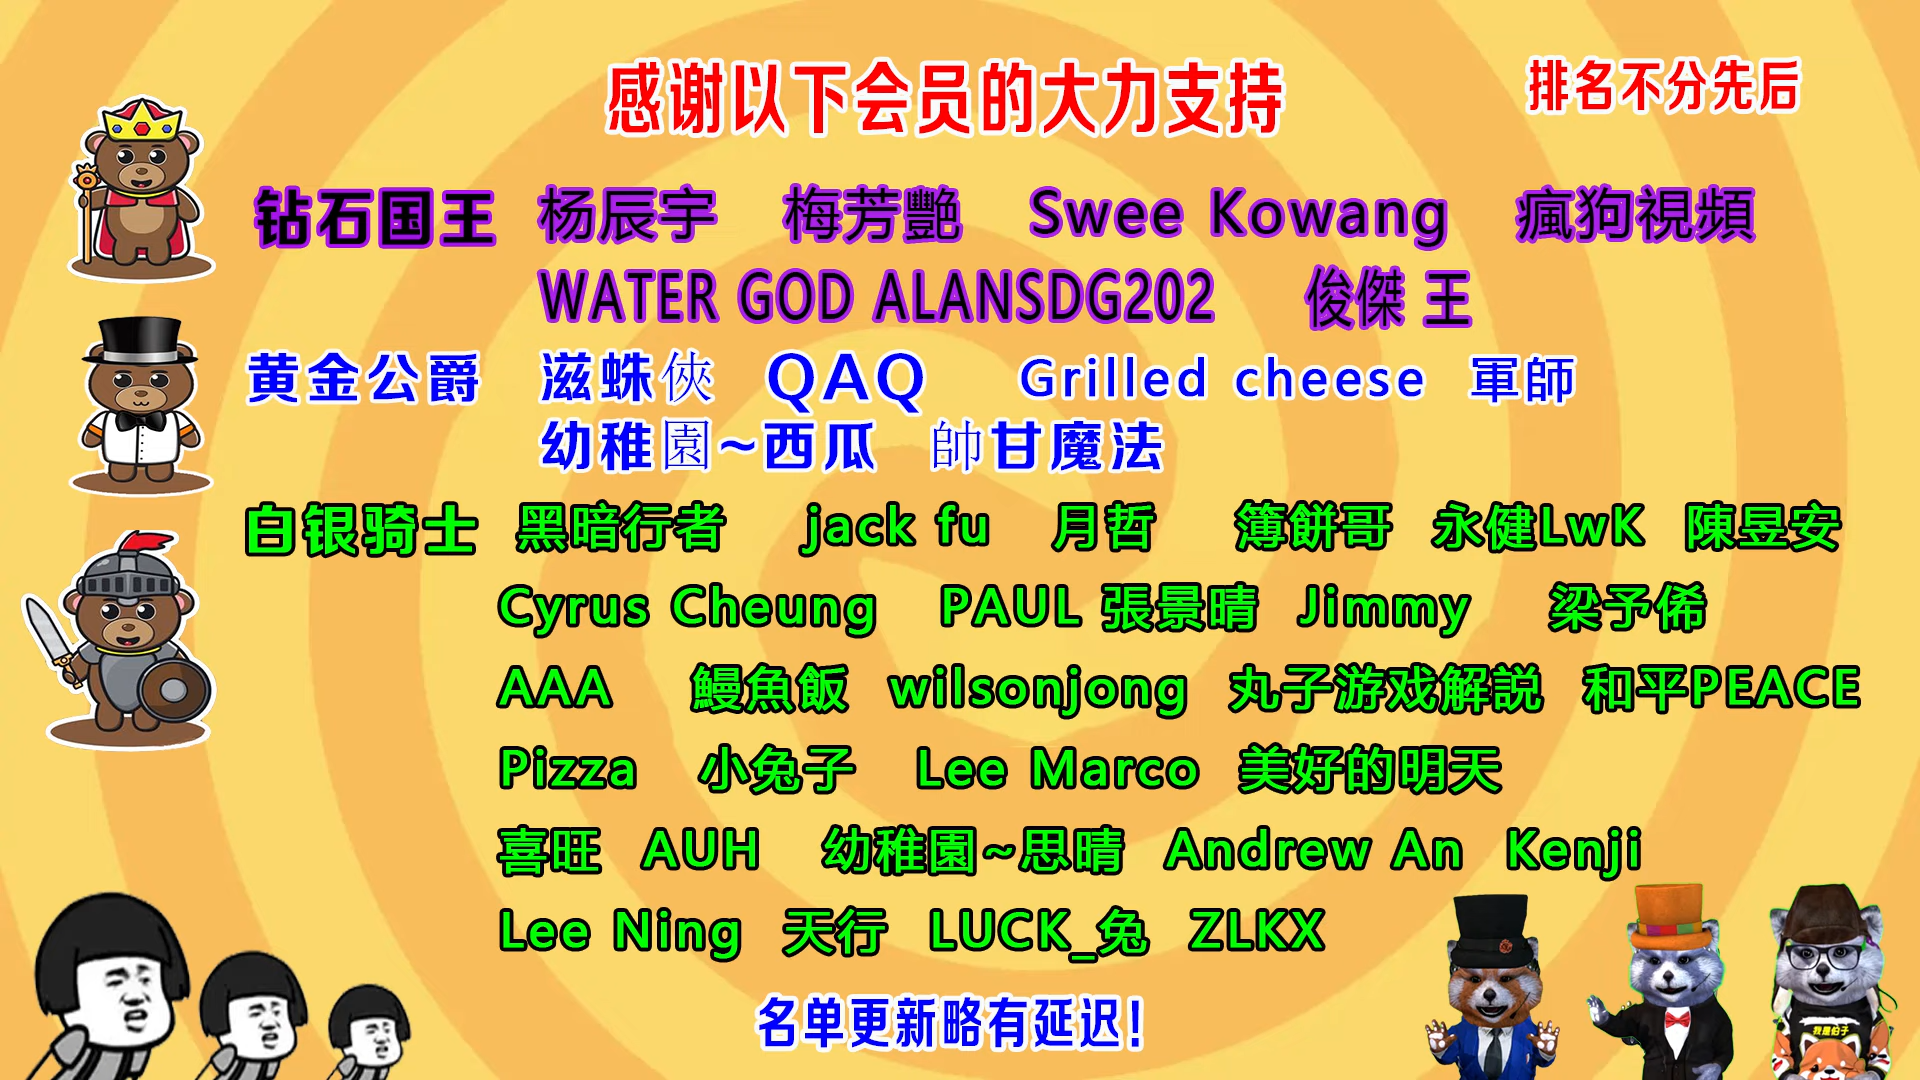 感谢以下会员的大力支持 排名不分先后
钻石国王 杨辰宇 梅芳艷 Swee Kowang 瘋狗視頻
WATER GOD ALANSDG202 俊傑 王
黄金公爵 滋蛛俠 QAQ Grilled cheese 軍師
幼稚園~西瓜 帥甘魔法
白银骑士 黑暗行者 jack fu 月哲 簿餅哥 永健LwK 陳昱安
Cyrus Cheung PAUL 張景晴 Jimmy 梁予俙
AAA 鰻魚飯 wilsonjong 丸子游戏解説 和平PEACE
Pizza 小兔子 Lee Marco 美好的明天
喜旺 AUH 幼稚園~思晴 Andrew An Kenji
Lee Ning 天行 LUCK_兔 ZLKX
名单更新略有延迟!